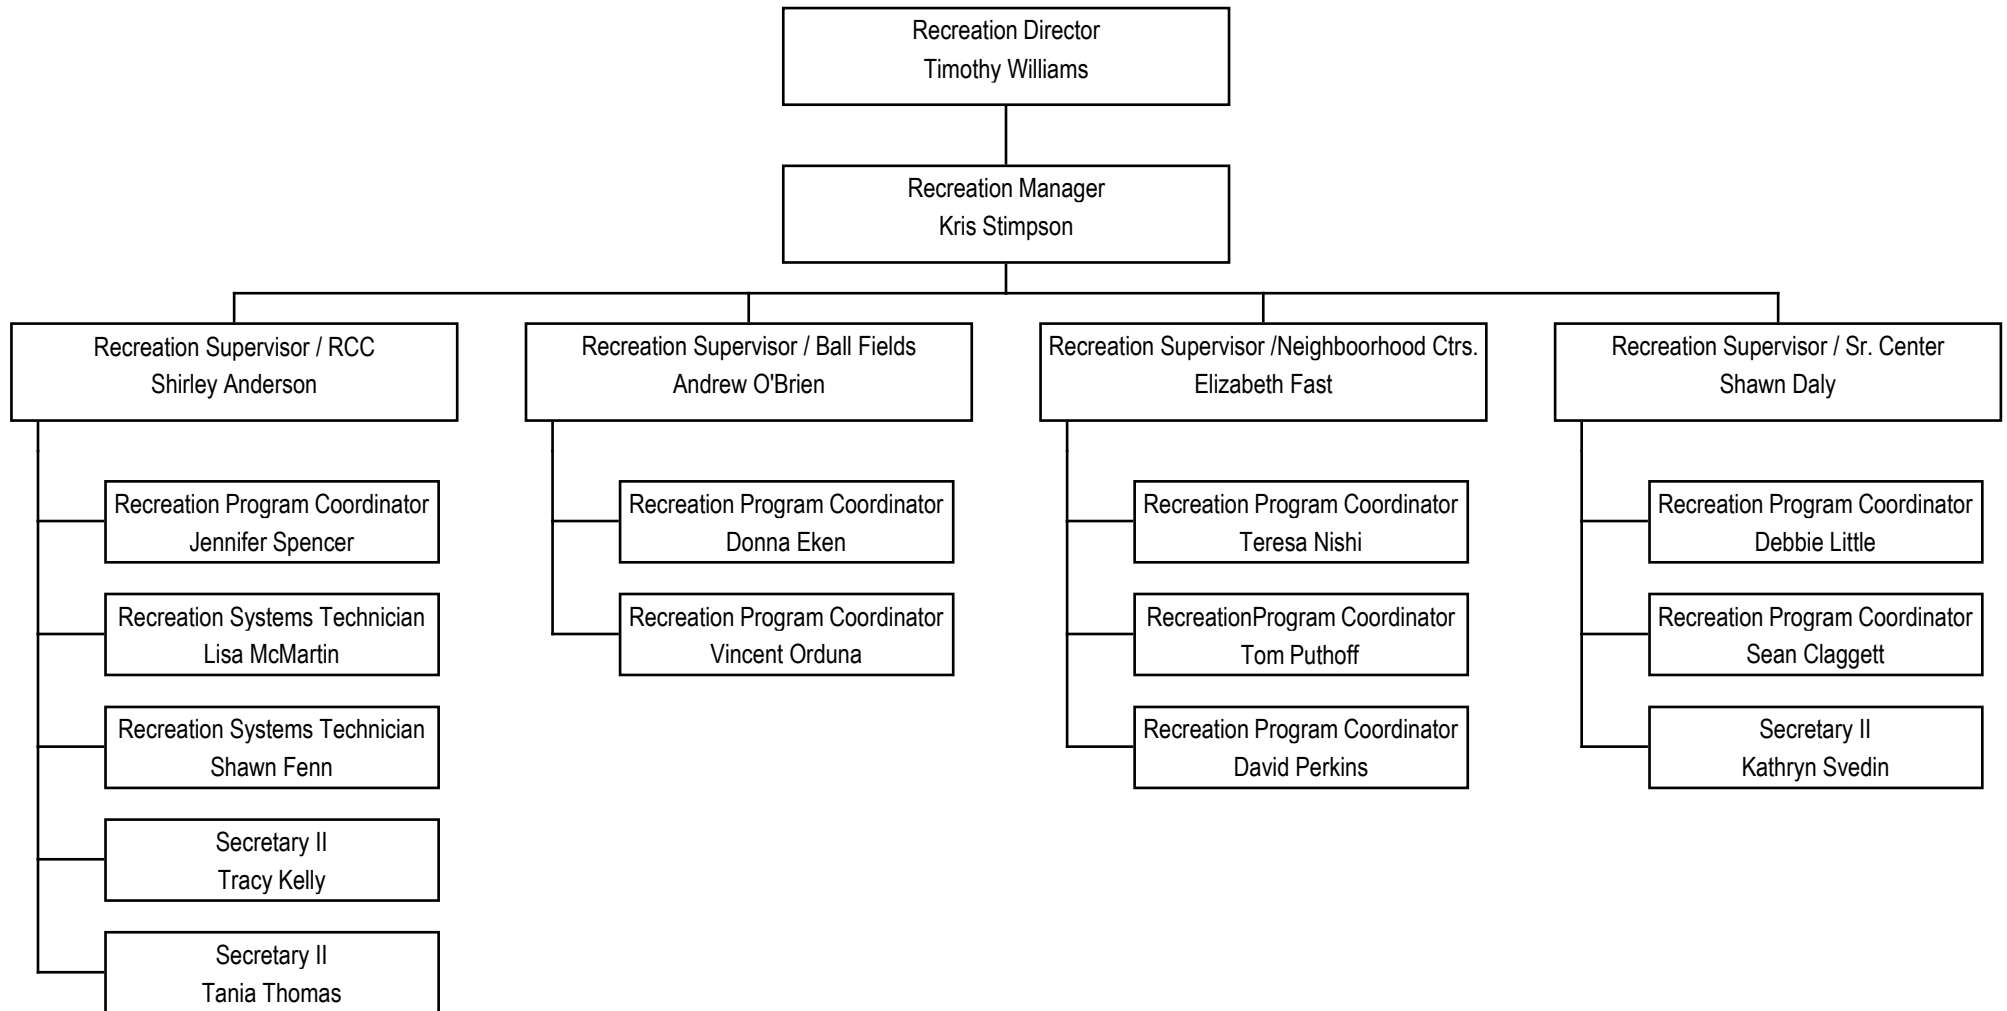 Recreation Director
Timothy Williams
Recreation Manager
Kris Stimpson
Recreation Supervisor / RCC
Shirley Anderson
Recreation Program Coordinator
Jennifer Spencer
Recreation Systems Technician
Lisa McMartin
Recreation Systems Technician
Shawn Fenn
Secretary II
Tracy Kelly
Secretary II
Tania Thomas
Recreation Supervisor / Ball Fields
Andrew O'Brien
Recreation Program Coordinator
Donna Eken
Recreation Program Coordinator
Vincent Orduna
Recreation Supervisor /Neighboorhood Ctrs.
Elizabeth Fast
Recreation Program Coordinator
Teresa Nishi
RecreationProgram Coordinator
Tom Puthoff
Recreation Program Coordinator
David Perkins
Recreation Supervisor / Sr. Center
Shawn Daly
Recreation Program Coordinator
Debbie Little
Recreation Program Coordinator
Sean Claggett
Secretary II
Kathryn Svedin